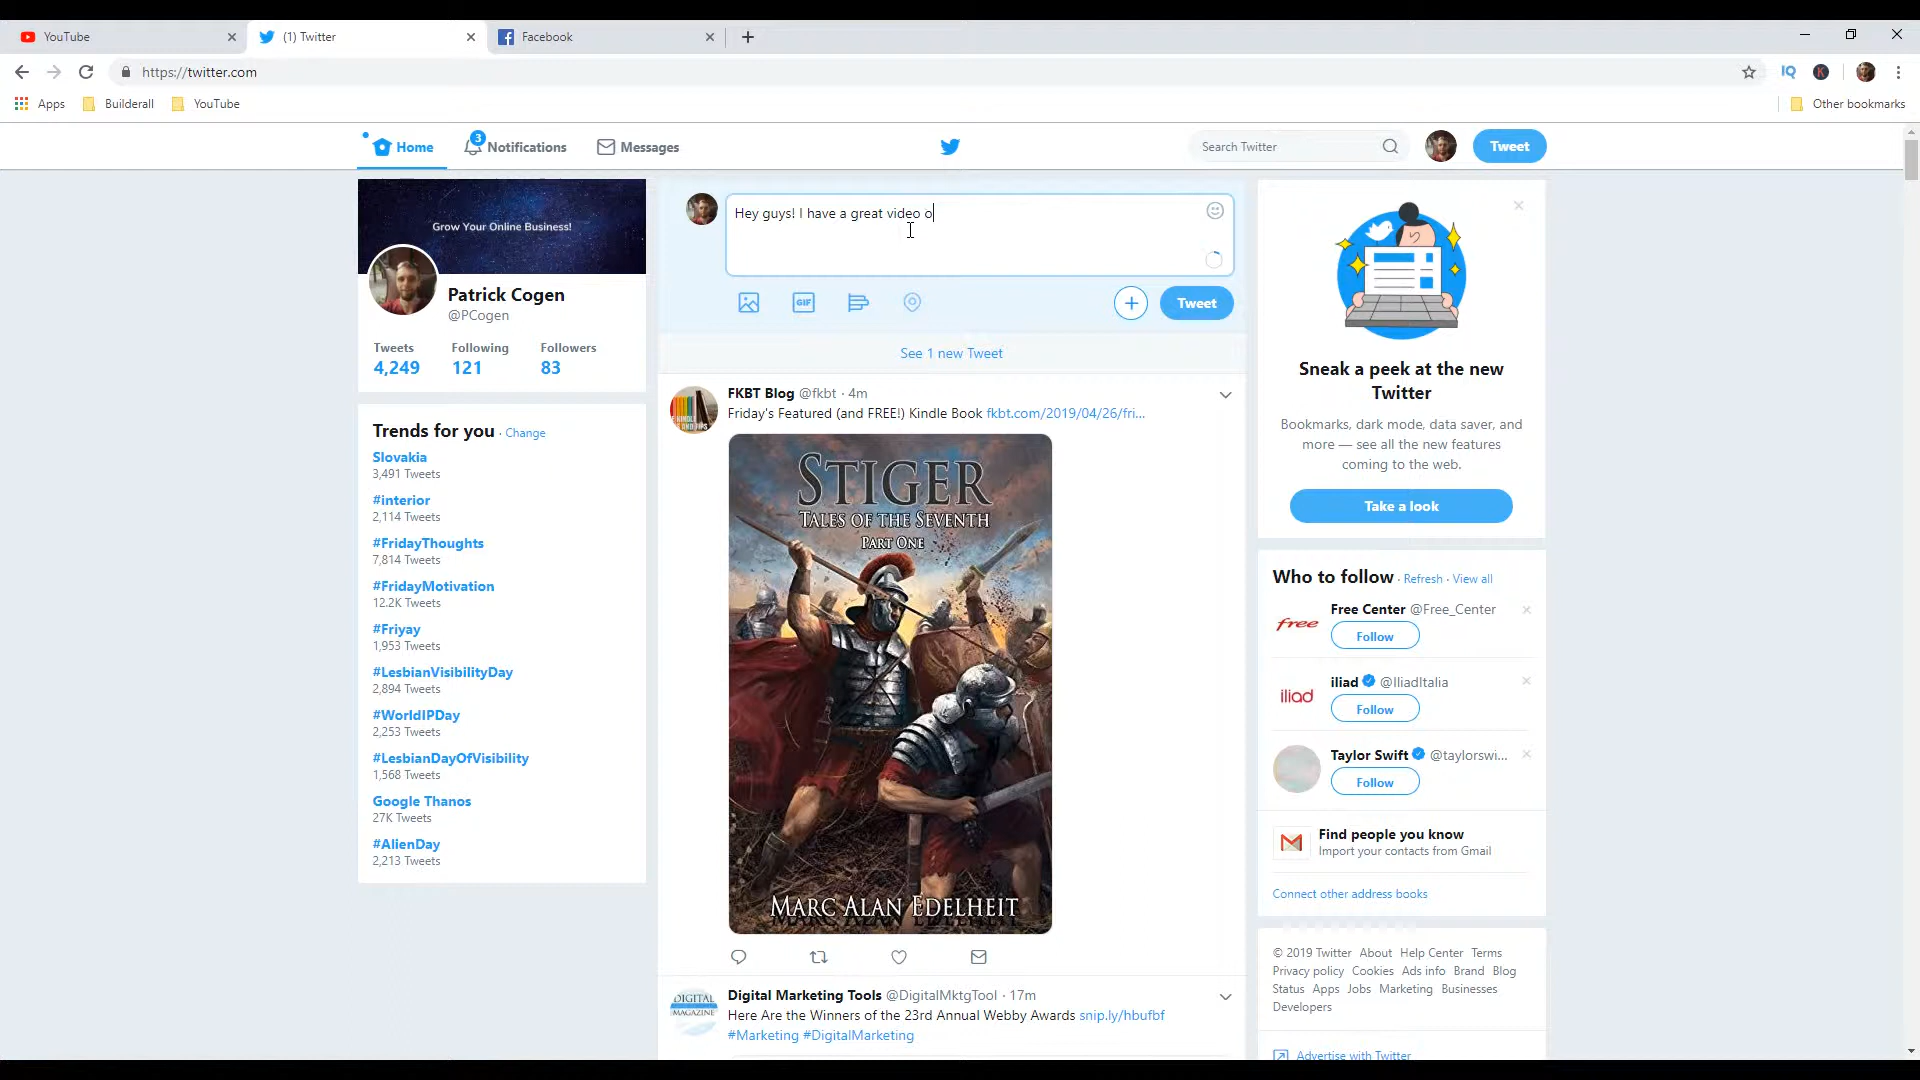 YouTube
(1) Twitter
Facebook
https://twitter.com
IQ
K
Apps
Builderall
YouTube
Other bookmarks
Home
3
Notifications
Messages
Search Twitter
Tweet
Grow Your Online Business!
Patrick Cogen
@PCogen
Tweets Following Followers
4,249 121 83
Trends for you · Change
Slovakia
3,491 Tweets
#interior
2,114 Tweets
#FridayThoughts
7,814 Tweets
#FridayMotivation
12.2K Tweets
#Friyay
1,953 Tweets
#LesbianVisibilityDay
2,894 Tweets
#WorldIPDay
2,253 Tweets
#LesbianDayOfVisibility
1,568 Tweets
Google Thanos
27K Tweets
#AlienDay
2,213 Tweets
Hey guys! I have a great video o
GIF
Tweet
See 1 new Tweet
FKBT Blog @fkbt · 4m
Friday's Featured (and FREE!) Kindle Book fkbt.com/2019/04/26/fri...
STIGER
TALES OF THE SEVENTH
PART ONE
MARC ALAN EDELHEIT
DIGITAL
MAGAZINE
Digital Marketing Tools @DigitalMktgTool · 17m
Here Are the Winners of the 23rd Annual Webby Awards snip.ly/hbufbf
#Marketing #DigitalMarketing
Sneak a peek at the new
Twitter
Bookmarks, dark mode, data saver, and
more — see all the new features
coming to the web.
Take a look
Who to follow · Refresh · View all
free
Free Center @Free_Center
Follow
iliad
iliad @IliadItalia
Follow
Taylor Swift @taylorswi...
Follow
Find people you know
Import your contacts from Gmail
Connect other address books
© 2019 Twitter About Help Center Terms
Privacy policy Cookies Ads info Brand Blog
Status Apps Jobs Marketing Businesses
Developers
Advertise with Twitter